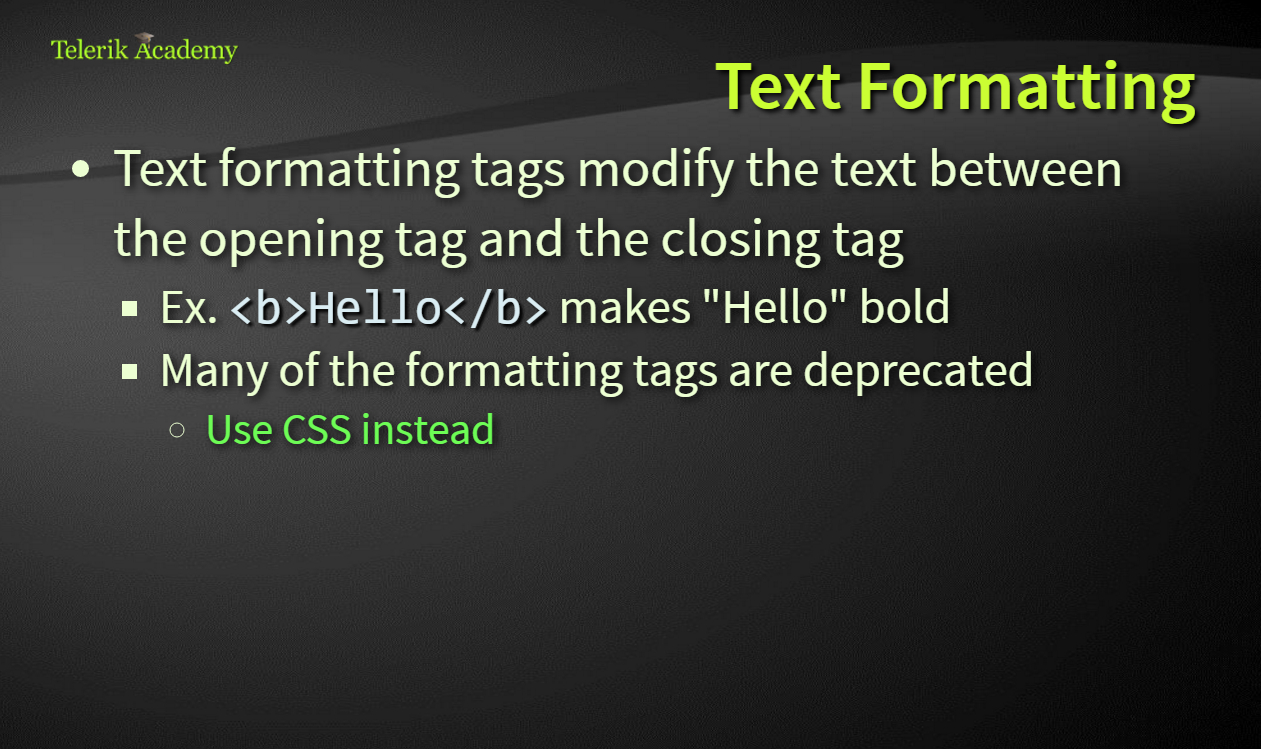 Telerik Academy
Text Formatting
Text formatting tags modify the text between
the opening tag and the closing tag
Ex. <b>Hello</b> makes "Hello" bold
Many of the formatting tags are deprecated
Use CSS instead